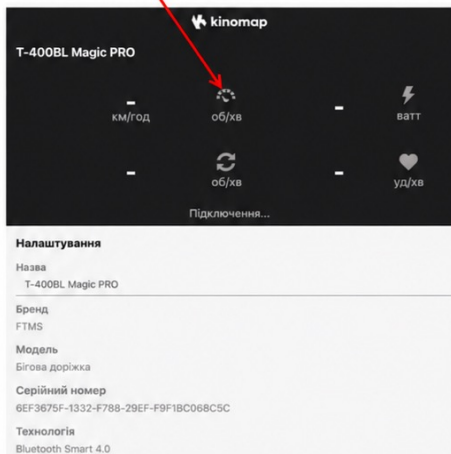 kinomap
T-400BL Magic PRO
- км/год
об/хв
- ватт
- об/хв
- уд/хв
Підключення...
Налаштування
Назва
T-400BL Magic PRO
Бренд
FTMS
Модель
Бігова доріжка
Серійний номер
6EF3675F-1332-F788-29EF-F9F1BC068C5C
Технологія
Bluetooth Smart 4.0